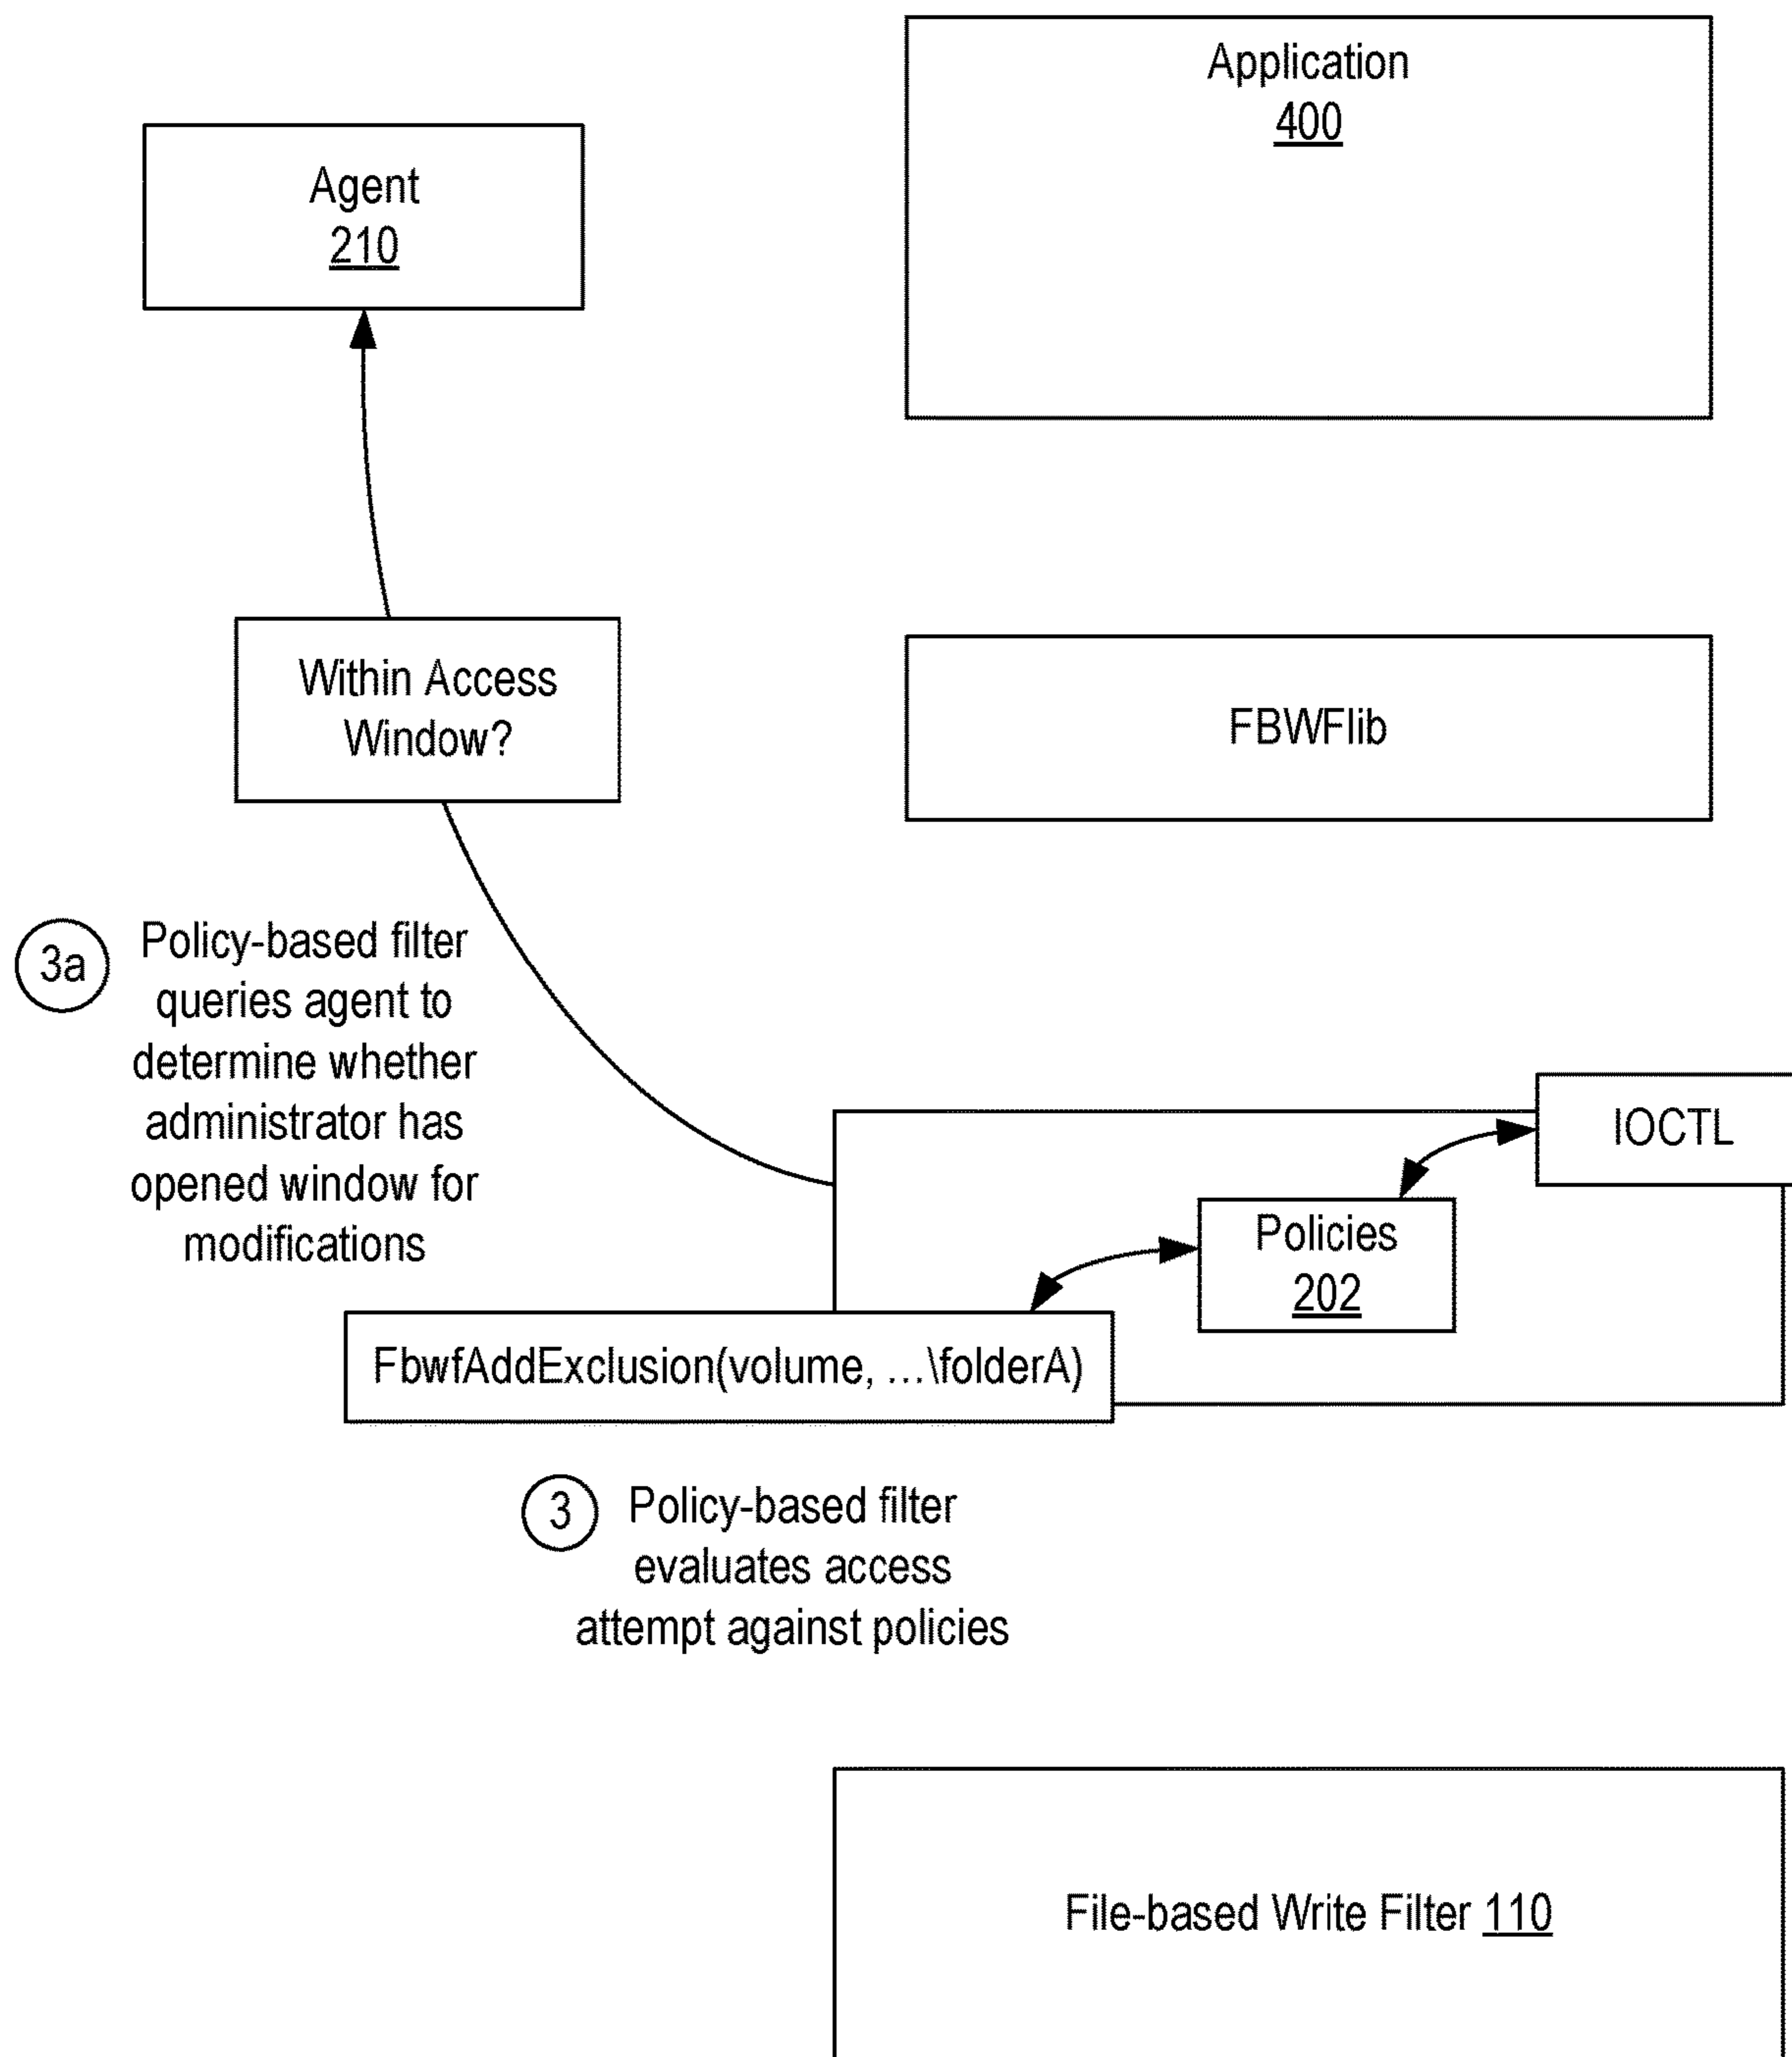 Application
400
Agent
210
Within Access
Window?
FBWFlib
3a
Policy-based filter
queries agent to
determine whether
administrator has
opened window for
modifications
IOCTL
Policies
202
FbwfAddExclusion(volume, ...\folderA)
3
Policy-based filter
evaluates access
attempt against policies
File-based Write Filter 110